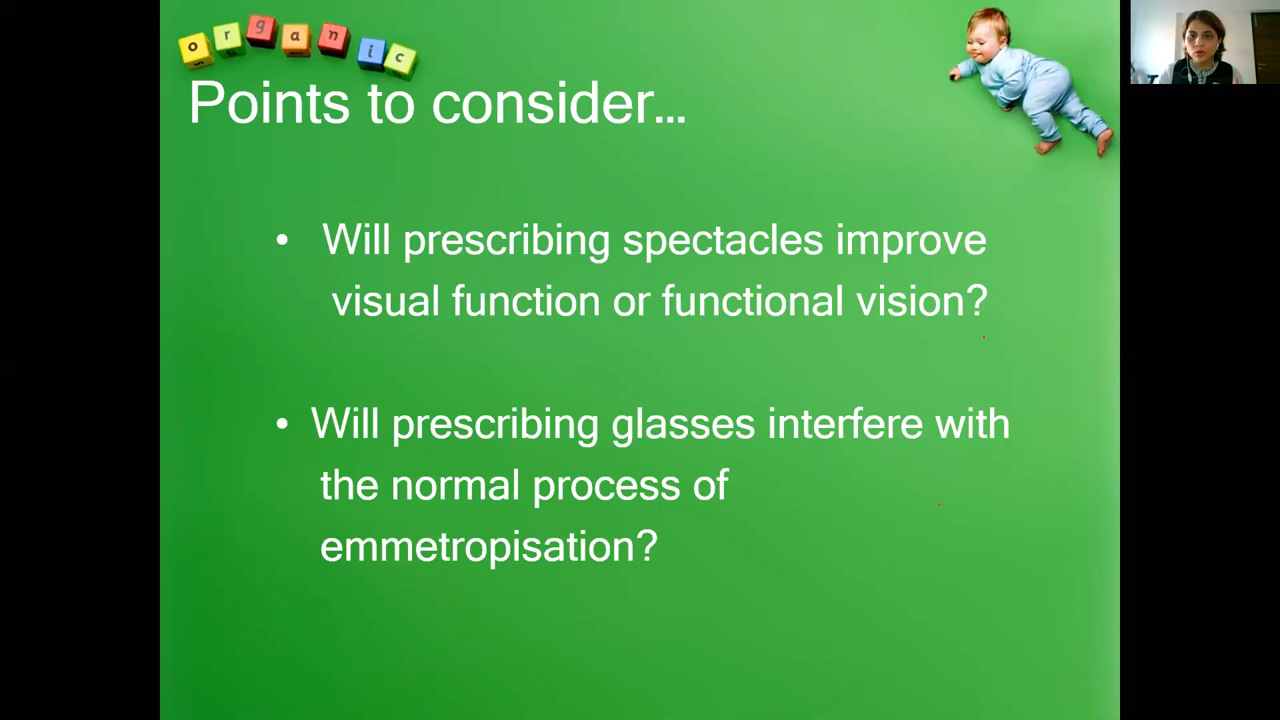 organic
Points to consider...
• Will prescribing spectacles improve
visual function or functional vision?
• Will prescribing glasses interfere with
the normal process of
emmetropisation?